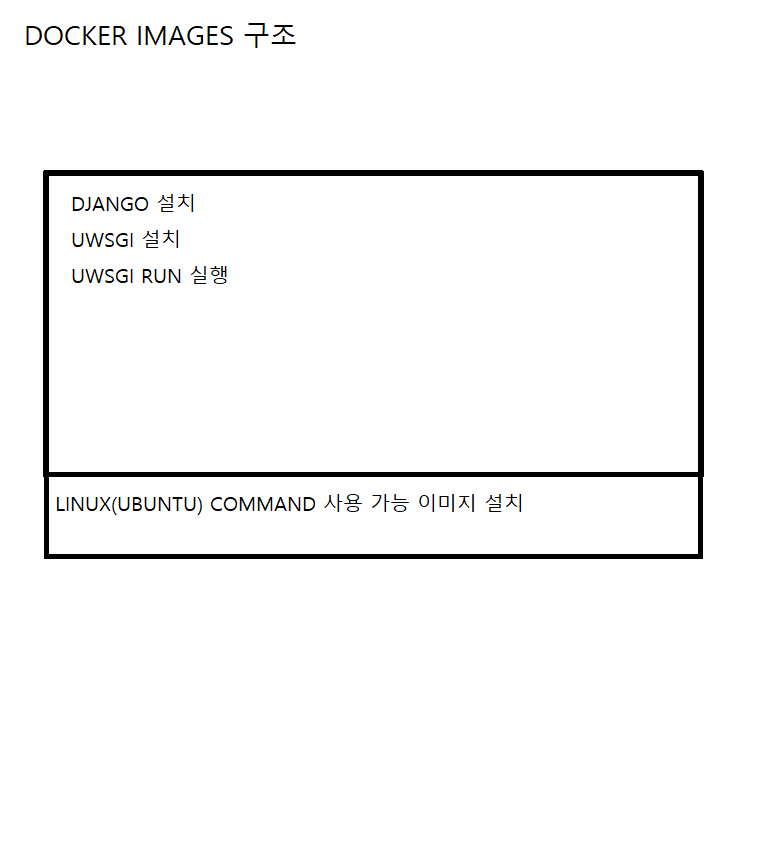 DOCKER IMAGES 구조
DJANGO 설치
UWSGI 설치
UWSGI RUN 실행
LINUX(UBUNTU) COMMAND 사용 가능 이미지 설치